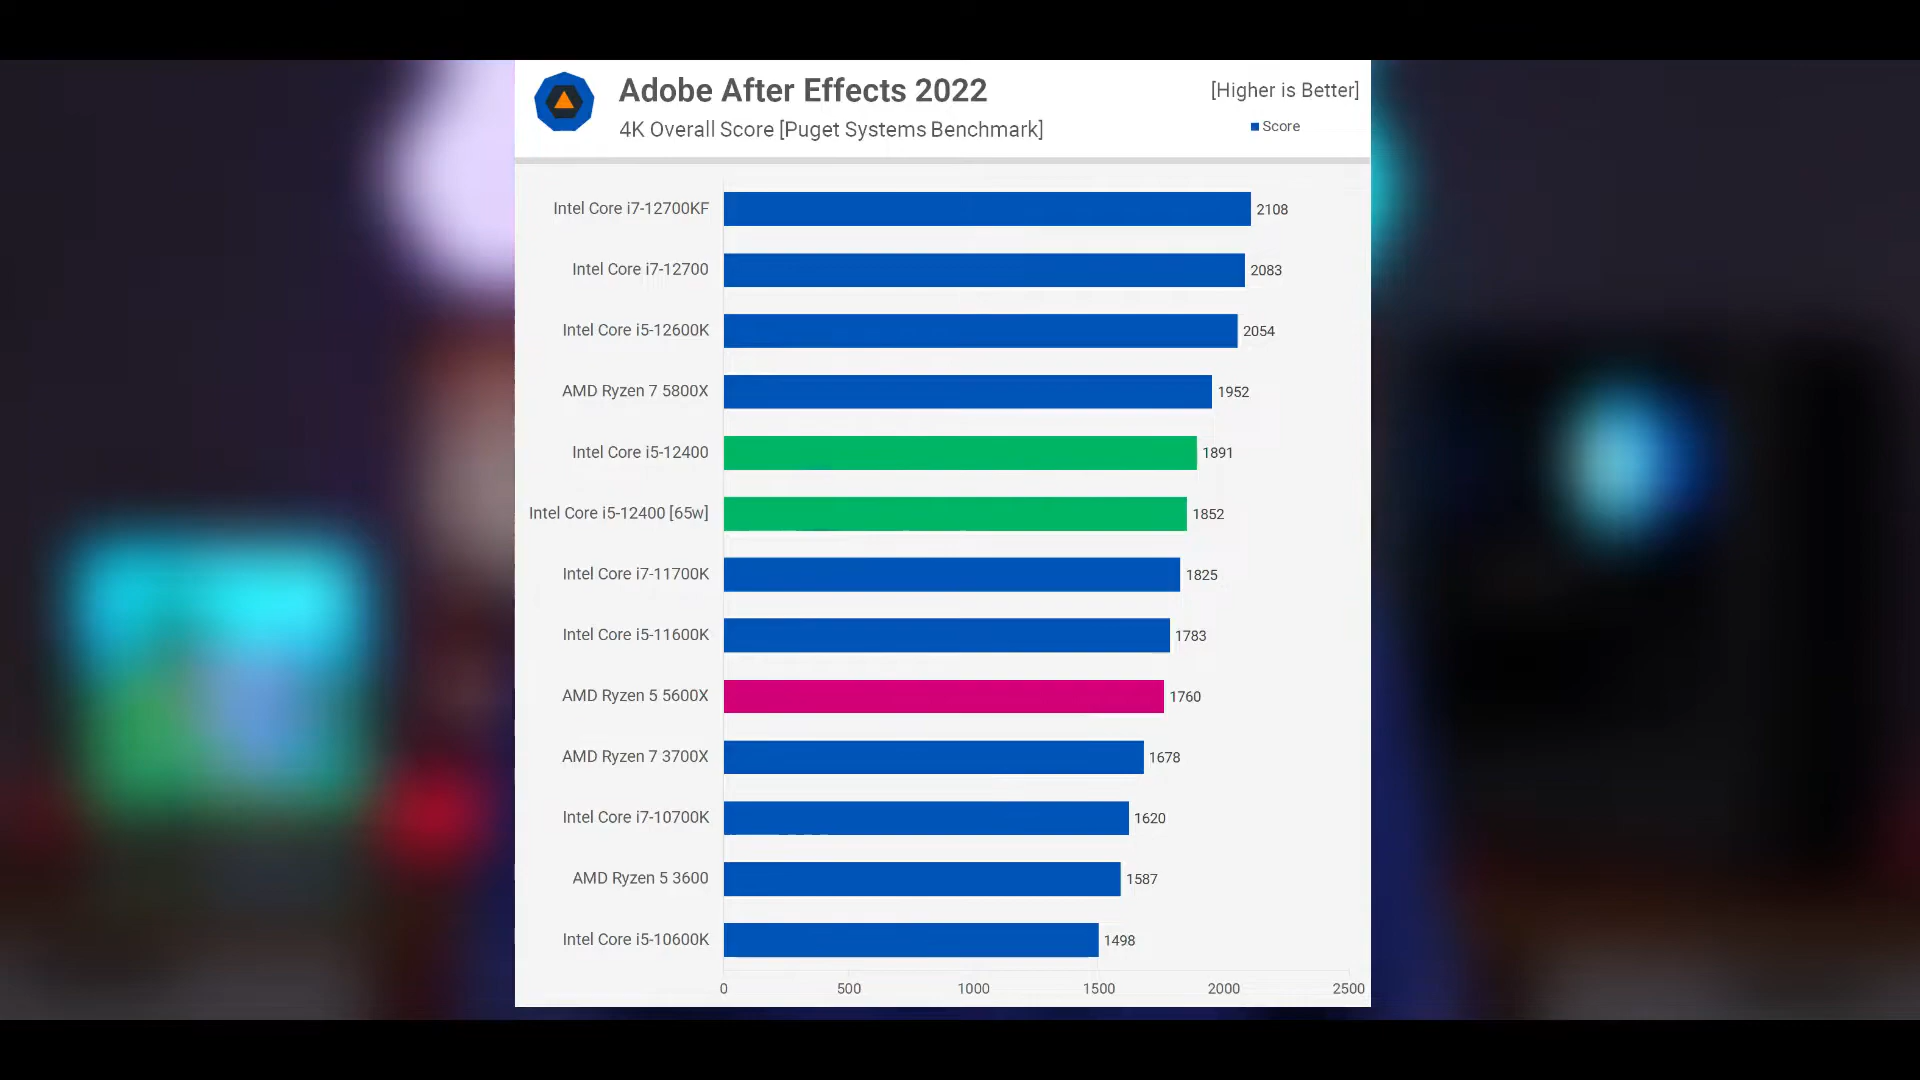 Adobe After Effects 2022
[Higher is Better]
4K Overall Score [Puget Systems Benchmark]
Score
Intel Core i7-12700KF 2108
Intel Core i7-12700 2083
Intel Core i5-12600K 2054
AMD Ryzen 7 5800X 1952
Intel Core i5-12400 1891
Intel Core i5-12400 [65w] 1852
Intel Core i7-11700K 1825
Intel Core i5-11600K 1783
AMD Ryzen 5 5600X 1760
AMD Ryzen 7 3700X 1678
Intel Core i7-10700K 1620
AMD Ryzen 5 3600 1587
Intel Core i5-10600K 1498
0 500 1000 1500 2000 2500